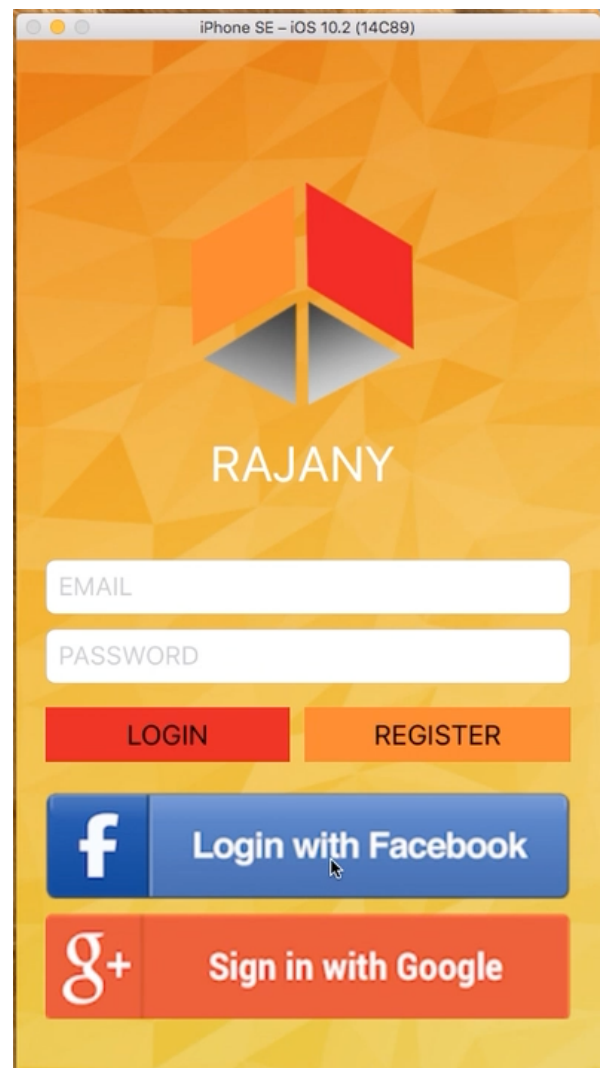 iPhone SE – iOS 10.2 (14C89)
RAJANY
EMAIL
PASSWORD
LOGIN REGISTER
f Login with Facebook
g+ Sign in with Google